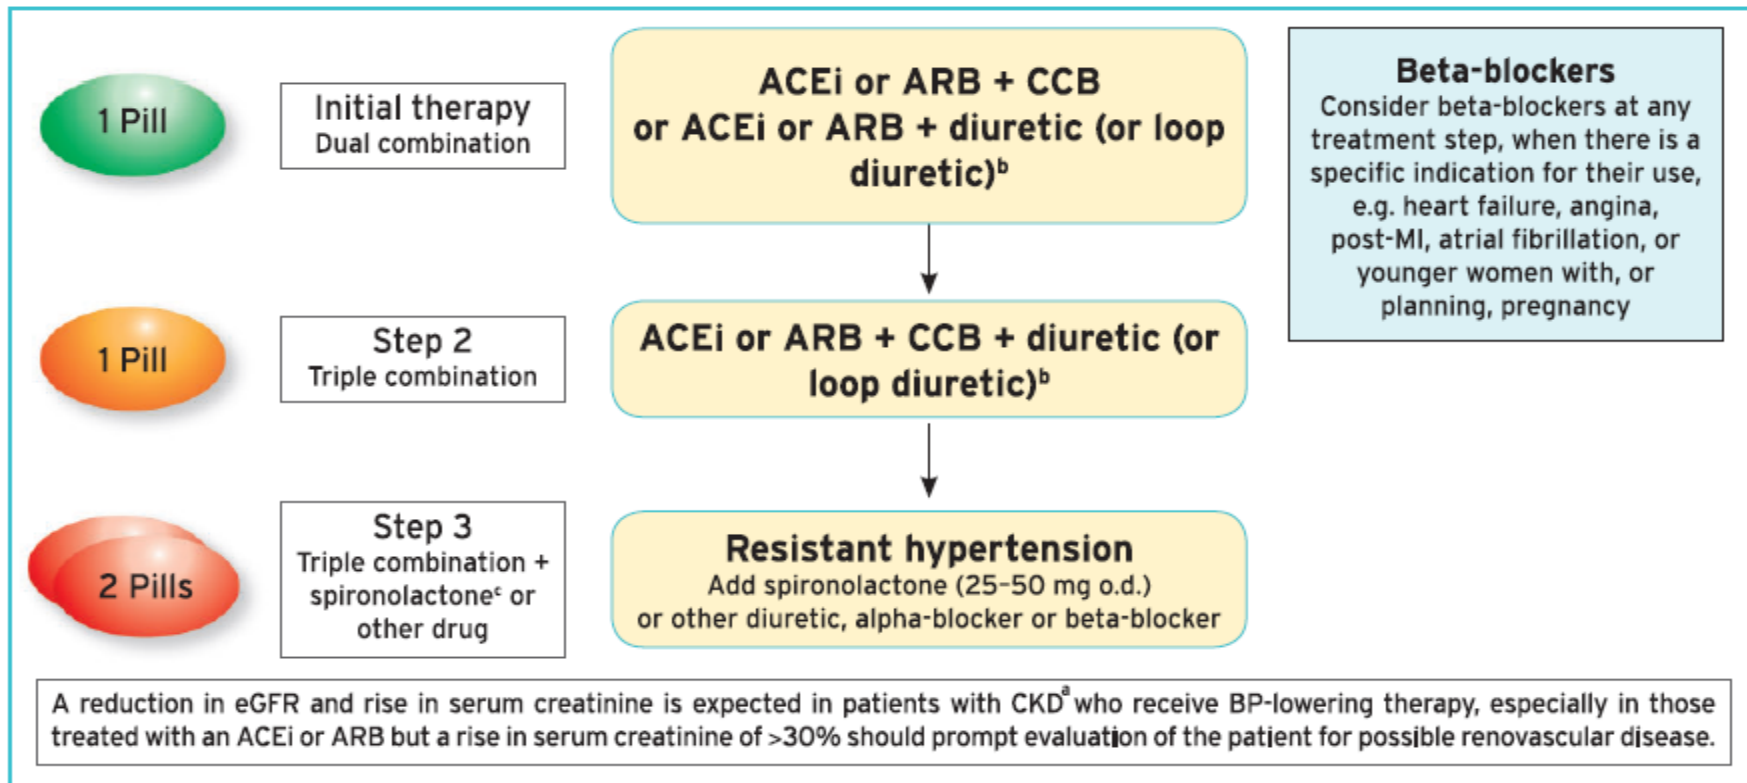 1 Pill
Initial therapy
Dual combination
ACEi or ARB + CCB
or ACEi or ARB + diuretic (or loop
diuretic)ᵇ
Beta-blockers
Consider beta-blockers at any
treatment step, when there is a
specific indication for their use,
e.g. heart failure, angina,
post-MI, atrial fibrillation, or
younger women with, or
planning, pregnancy
1 Pill
Step 2
Triple combination
ACEi or ARB + CCB + diuretic (or
loop diuretic)ᵇ
2 Pills
Step 3
Triple combination +
spironolactoneᶜ or
other drug
Resistant hypertension
Add spironolactone (25–50 mg o.d.)
or other diuretic, alpha-blocker or beta-blocker
A reduction in eGFR and rise in serum creatinine is expected in patients with CKDᵃ who receive BP-lowering therapy, especially in those
treated with an ACEi or ARB but a rise in serum creatinine of >30% should prompt evaluation of the patient for possible renovascular disease.